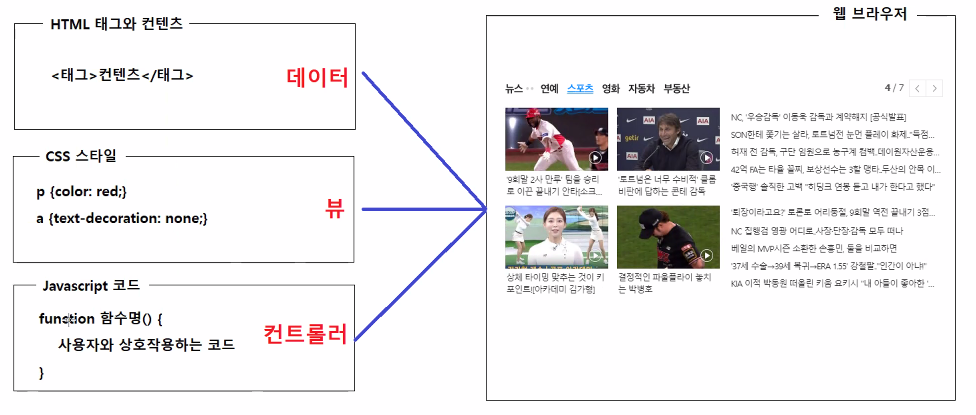 HTML 태그와 컨텐츠
<태그>컨텐츠</태그>
데이터
CSS 스타일
p {color: red;}
a {text-decoration: none;}
뷰
Javascript 코드
function 함수명() {
사용자와 상호작용하는 코드
}
컨트롤러
웹 브라우저
뉴스 연예 스포츠 영화 자동차 부동산
4 / 7
'9회말 2사 만루' 팀을 승리
로 이끈 끝내기 안타[소크...
'토트넘은 너무 수비적' 클롭
비판에 답하는 콘테 감독
상체 타이밍 맞추는 것이 키
포인트![아카데미 김가형]
결정적인 파울플라이 놓치
는 박병호
NC, '우승감독' 이동욱 감독과 계약해지 [공식발표]
SON한테 쫓기는 살라, 토트넘전 눈먼 플레이 화제.."득점...
허재 전 감독, 구단 임원으로 농구계 컴백.데이원자산운용...
42억 FA는 타율 꼴찌, 보상선수는 3할 맹타.두산의 안목 이...
'중국행' 솔직한 고백 "히딩크 연봉 듣고 내가 한다고 했다"
'퇴장이라고요?' 토론토 어리둥절, 9회말 역전 끝내기 3점...
NC 집행검 영광 어디로.사장·단장·감독 모두 떠나
베일의 MVP시즌 소환한 손흥민, 둘을 비교하면
'37세 수술→39세 복귀→ERA 1.55' 강철팔.."인간이 아냐!"
KIA 이적 박동원 떠올린 키움 요키시 "내 아들이 좋아한 '...
AIA
getir